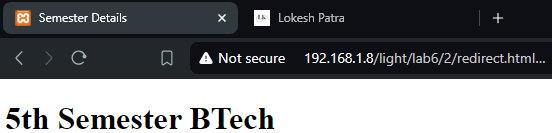 Semester Details
Lokesh Patra
Not secure 192.168.1.8/light/lab6/2/redirect.html...
5th Semester BTech